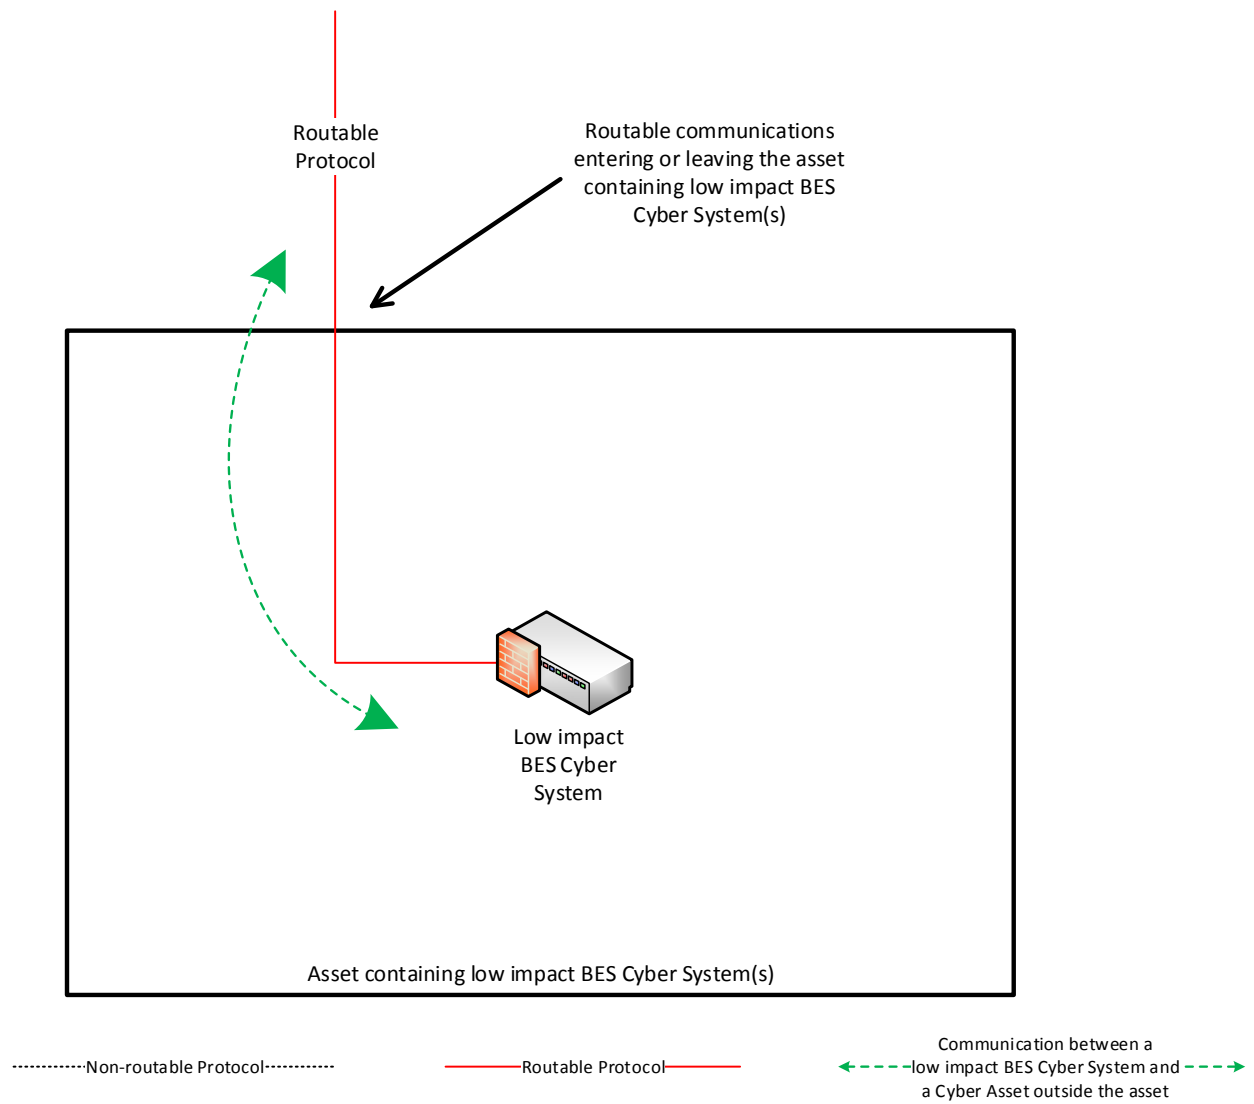 Routable
Protocol
Routable communications
entering or leaving the asset
containing low impact BES
Cyber System(s)
Low impact
BES Cyber
System
Asset containing low impact BES Cyber System(s)
Non-routable Protocol
Routable Protocol
Communication between a
low impact BES Cyber System and
a Cyber Asset outside the asset